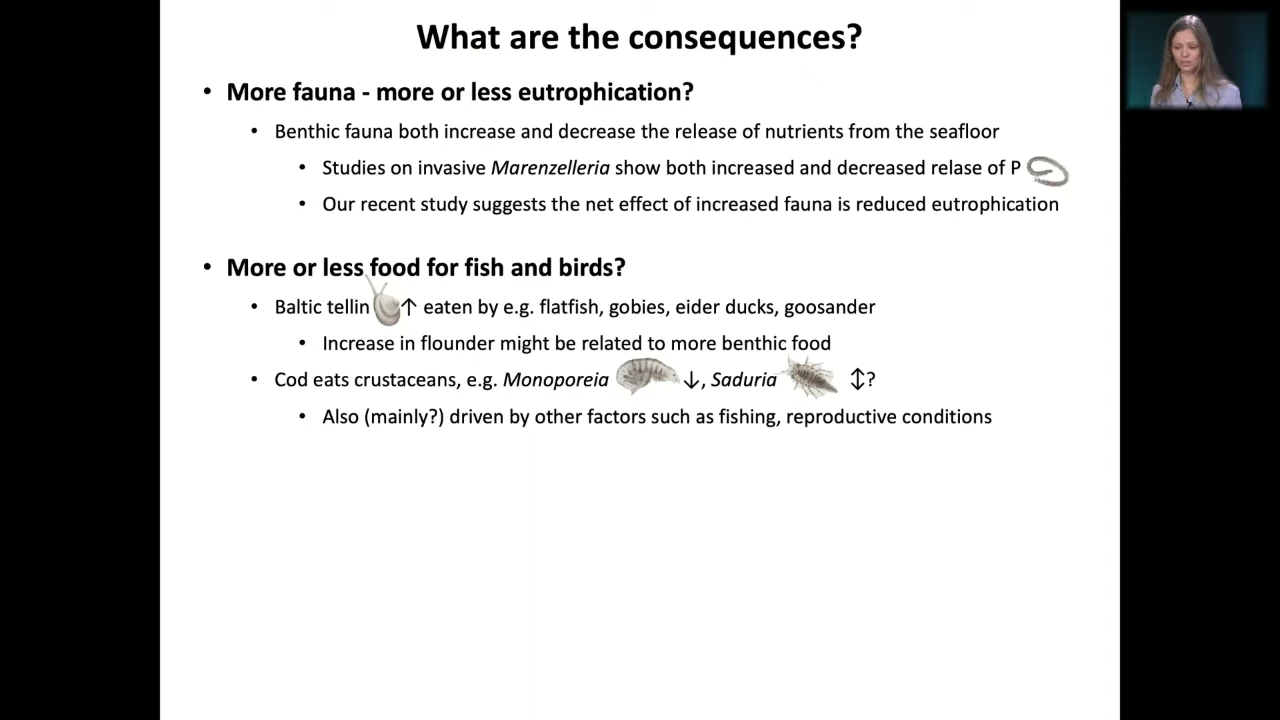 What are the consequences?
• More fauna - more or less eutrophication?
• Benthic fauna both increase and decrease the release of nutrients from the seafloor
• Studies on invasive Marenzelleria show both increased and decreased relase of P
• Our recent study suggests the net effect of increased fauna is reduced eutrophication
• More or less food for fish and birds?
• Baltic tellin ↑ eaten by e.g. flatfish, gobies, eider ducks, goosander
• Increase in flounder might be related to more benthic food
• Cod eats crustaceans, e.g. Monoporeia ↓, Saduria ↕?
• Also (mainly?) driven by other factors such as fishing, reproductive conditions